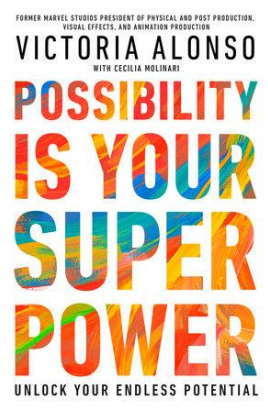 FORMER MARVEL STUDIOS PRESIDENT OF PHYSICAL AND POST PRODUCTION,
VISUAL EFFECTS, AND ANIMATION PRODUCTION
VICTORIA ALONSO
WITH CECILIA MOLINARI
POSSIBILITY
IS YOUR
SUPER
POWER
UNLOCK YOUR ENDLESS POTENTIAL